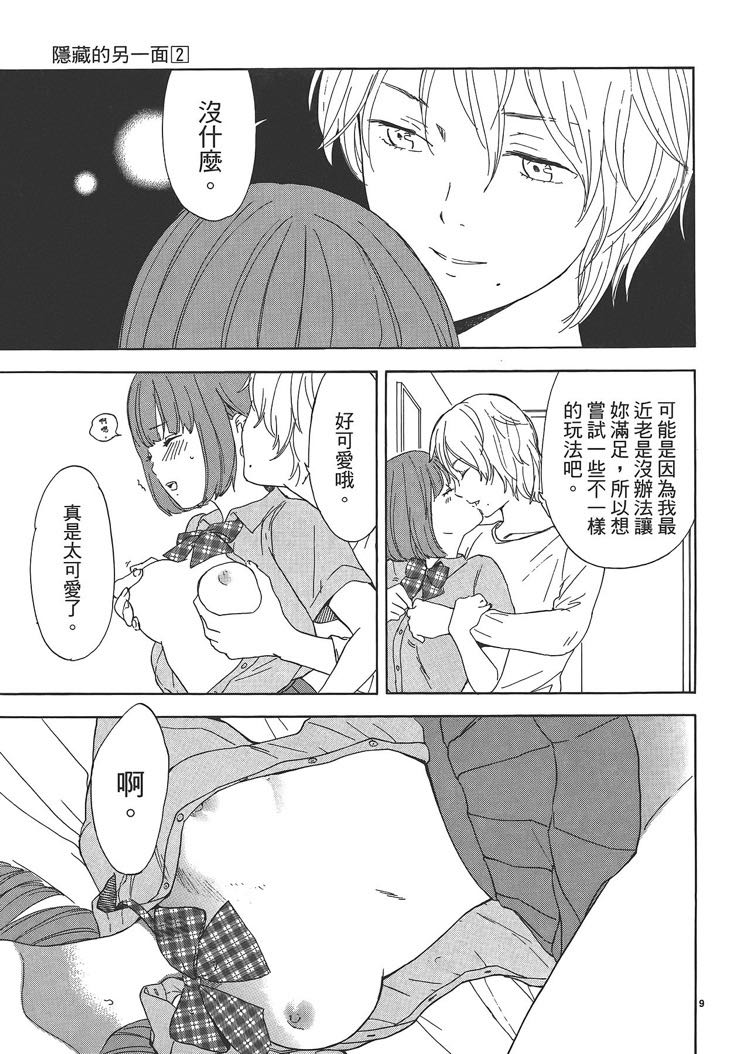 隱藏的另一面2
沒什麼。
可能是因為我最
近老是沒辦法讓
妳滿足，所以想
嘗試一些不一樣
的玩法吧。
好可愛哦。
真是太可愛了。
啊。
9